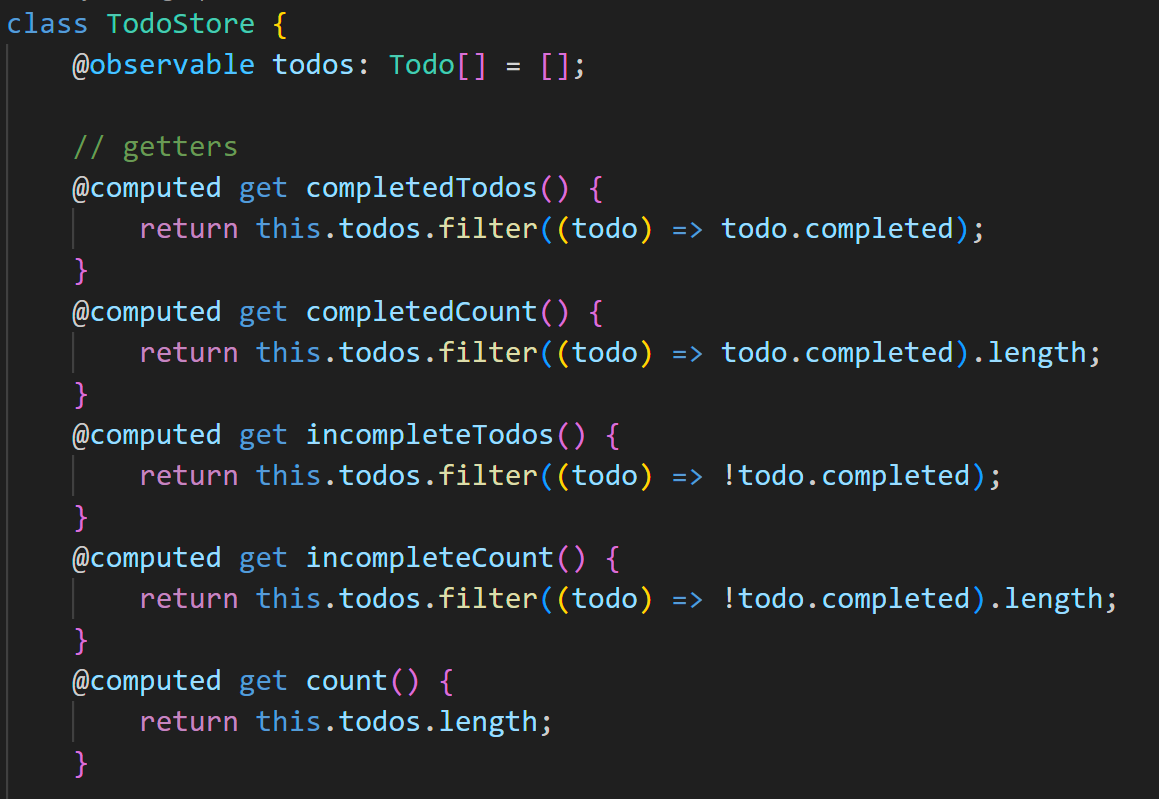 class TodoStore {
    @observable todos: Todo[] = [];

    // getters
    @computed get completedTodos() {
        return this.todos.filter((todo) => todo.completed);
    }
    @computed get completedCount() {
        return this.todos.filter((todo) => todo.completed).length;
    }
    @computed get incompleteTodos() {
        return this.todos.filter((todo) => !todo.completed);
    }
    @computed get incompleteCount() {
        return this.todos.filter((todo) => !todo.completed).length;
    }
    @computed get count() {
        return this.todos.length;
    }